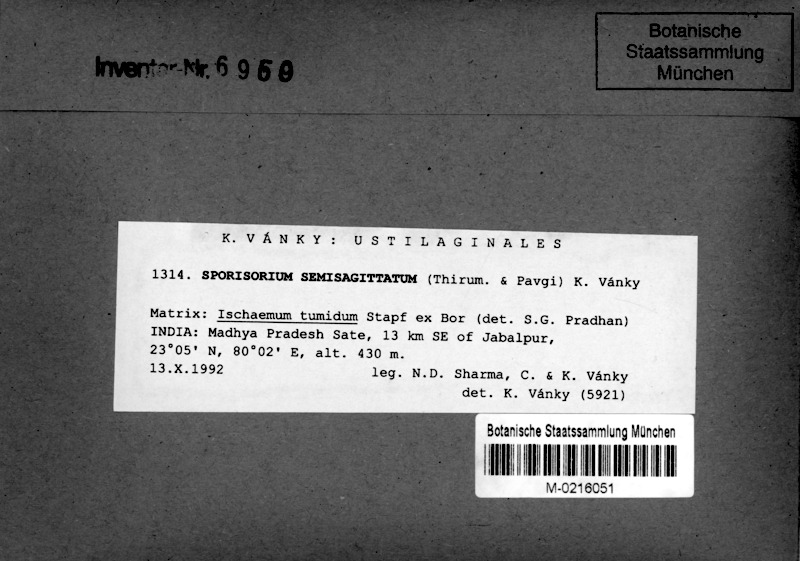 Inventar-Nr. 6960
Botanische
Staatssammlung
München
K. VÁNKY: USTILAGINALES
1314. SPORISORIUM SEMISAGITTATUM (Thirum. & Pavgi) K. Vánky
Matrix: Ischaemum tumidum Stapf ex Bor (det. S.G. Pradhan)
INDIA: Madhya Pradesh Sate, 13 km SE of Jabalpur,
23°05' N, 80°02' E, alt. 430 m.
13.X.1992 leg. N.D. Sharma, C. & K. Vánky
det. K. Vánky (5921)
Botanische Staatssammlung München
M-0216051